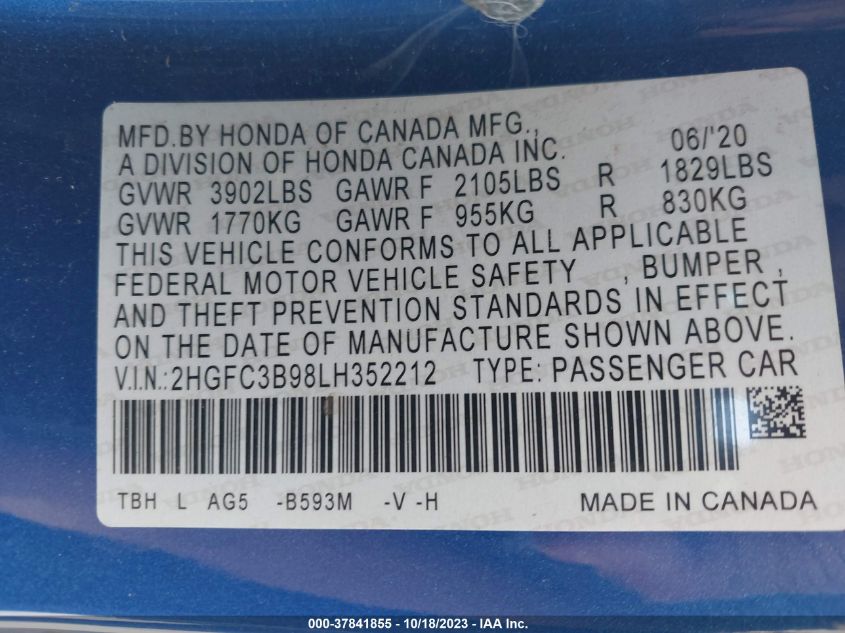 MFD.BY HONDA OF CANADA MFG., 06/'20
A DIVISION OF HONDA CANADA INC.
GVWR 3902LBS GAWR F 2105LBS R 1829LBS
GVWR 1770KG GAWR F 955KG R 830KG
THIS VEHICLE CONFORMS TO ALL APPLICABLE
FEDERAL MOTOR VEHICLE SAFETY , BUMPER ,
AND THEFT PREVENTION STANDARDS IN EFFECT
ON THE DATE OF MANUFACTURE SHOWN ABOVE.
V.I.N.:2HGFC3B98LH352212 TYPE: PASSENGER CAR
TBH L AG5 -B593M -V -H MADE IN CANADA
000-37841855 - 10/18/2023 - IAA Inc.